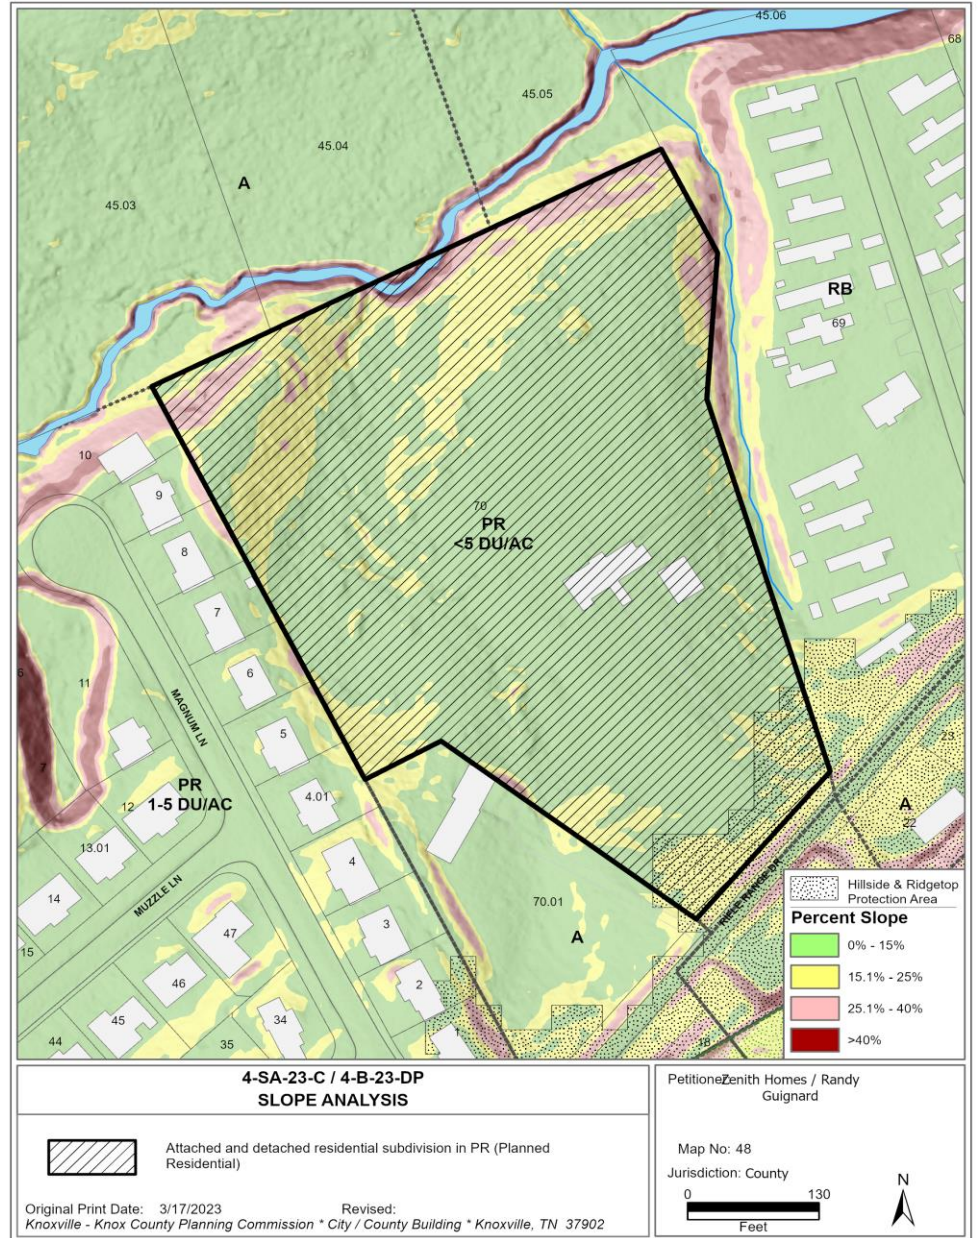 45.06
68
45.05
45.04
A
45.03
RB
69
10
9
70
PR
<5 DU/AC
8
7
6
11
6
MAGNUM LN
5
7
23
PR
1-5 DU/AC
4.01
12
A
22
13.01
4
RIFLE RANGE DR
MUZZLE LN
14
70.01
3
A
47
15
46
2
45
34
1
44
35
18
Hillside & Ridgetop
Protection Area
Percent Slope
0% - 15%
15.1% - 25%
25.1% - 40%
>40%
4-SA-23-C / 4-B-23-DP
SLOPE ANALYSIS
Attached and detached residential subdivision in PR (Planned
Residential)
Original Print Date: 3/17/2023 Revised:
Knoxville - Knox County Planning Commission * City / County Building * Knoxville, TN 37902
Petitioner: Zenith Homes / Randy
Guignard
Map No: 48
Jurisdiction: County
0 130
Feet
N